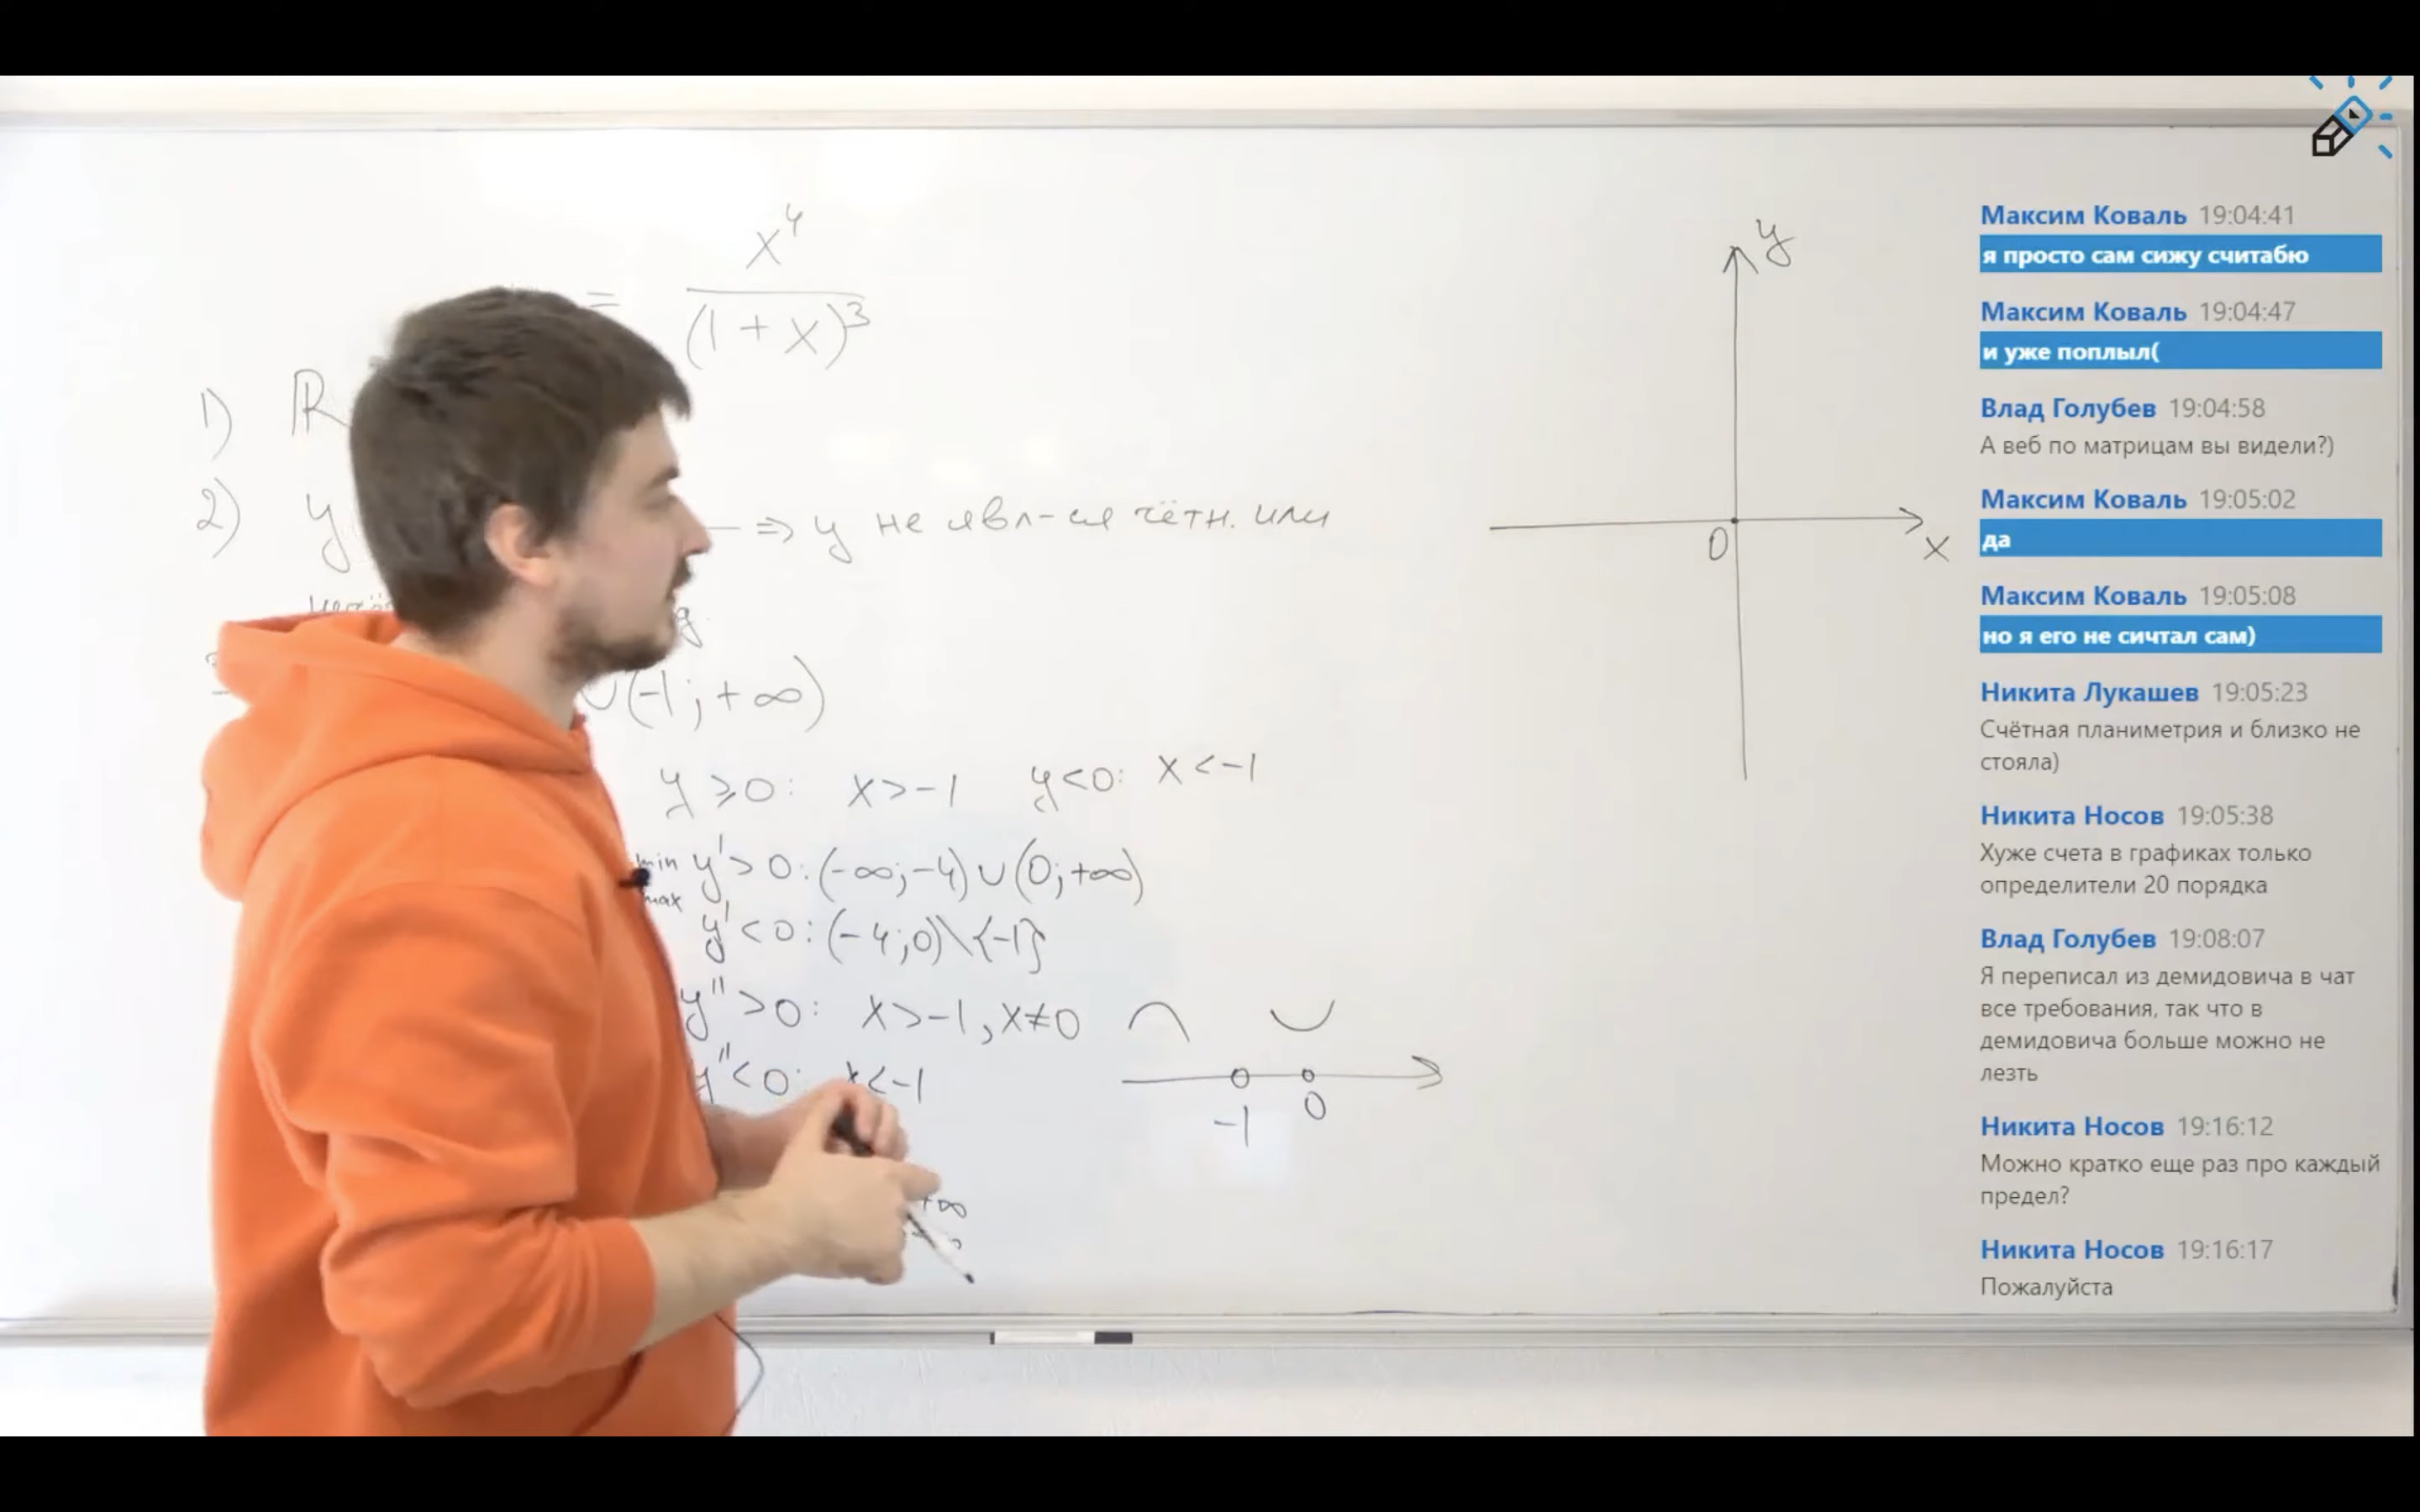 = x⁴
(1 + x)³
1) ℝ
2) y
⇒ y не явл-ся чётн. или
∪(-1; +∞)
y ≥ 0: x > -1 y < 0: x < -1
min y' > 0: (-∞; -4) ∪ (0; +∞)
max y' < 0: (-4; 0) \ {-1}
y'' > 0: x > -1, x ≠ 0
y'' < 0: x < -1
-1 0
+∞
y
0
x
Максим Коваль 19:04:41
я просто сам сижу считабю
Максим Коваль 19:04:47
и уже поплыл(
Влад Голубев 19:04:58
А веб по матрицам вы видели?)
Максим Коваль 19:05:02
да
Максим Коваль 19:05:08
но я его не сичтал сам)
Никита Лукашев 19:05:23
Счётная планиметрия и близко не
стояла)
Никита Носов 19:05:38
Хуже счета в графиках только
определители 20 порядка
Влад Голубев 19:08:07
Я переписал из демидовича в чат
все требования, так что в
демидовича больше можно не
лезть
Никита Носов 19:16:12
Можно кратко еще раз про каждый
предел?
Никита Носов 19:16:17
Пожалуйста